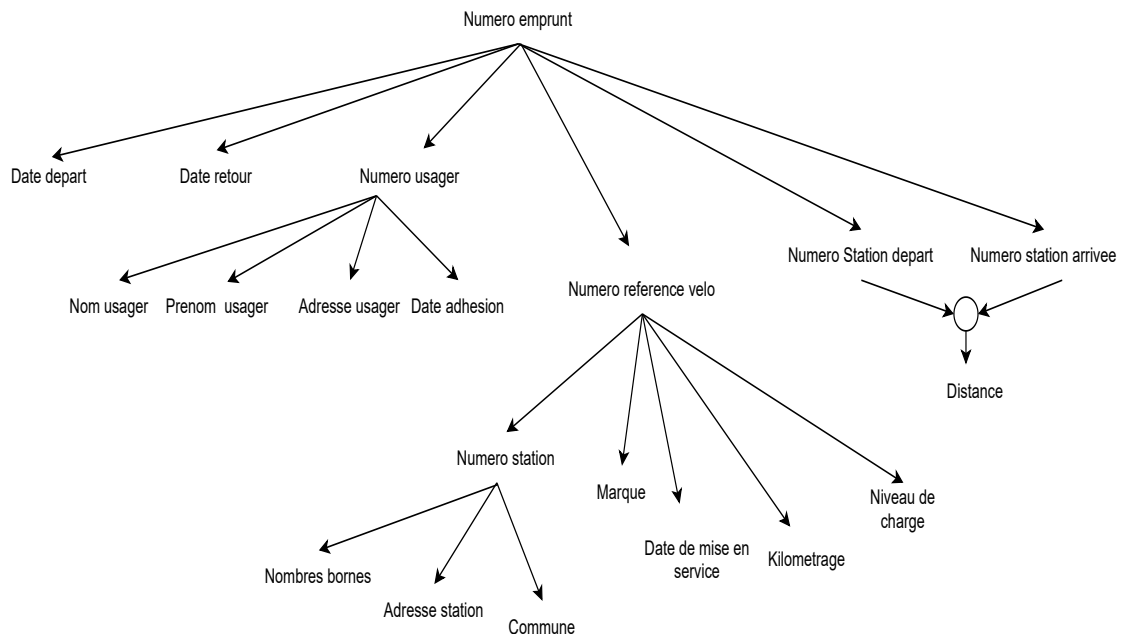 Numero emprunt
Date depart
Date retour
Numero usager
Numero Station depart
Numero station arrivee
Nom usager
Prenom usager
Adresse usager
Date adhesion
Numero reference velo
Distance
Numero station
Marque
Niveau de
charge
Date de mise en
service
Kilometrage
Nombres bornes
Adresse station
Commune